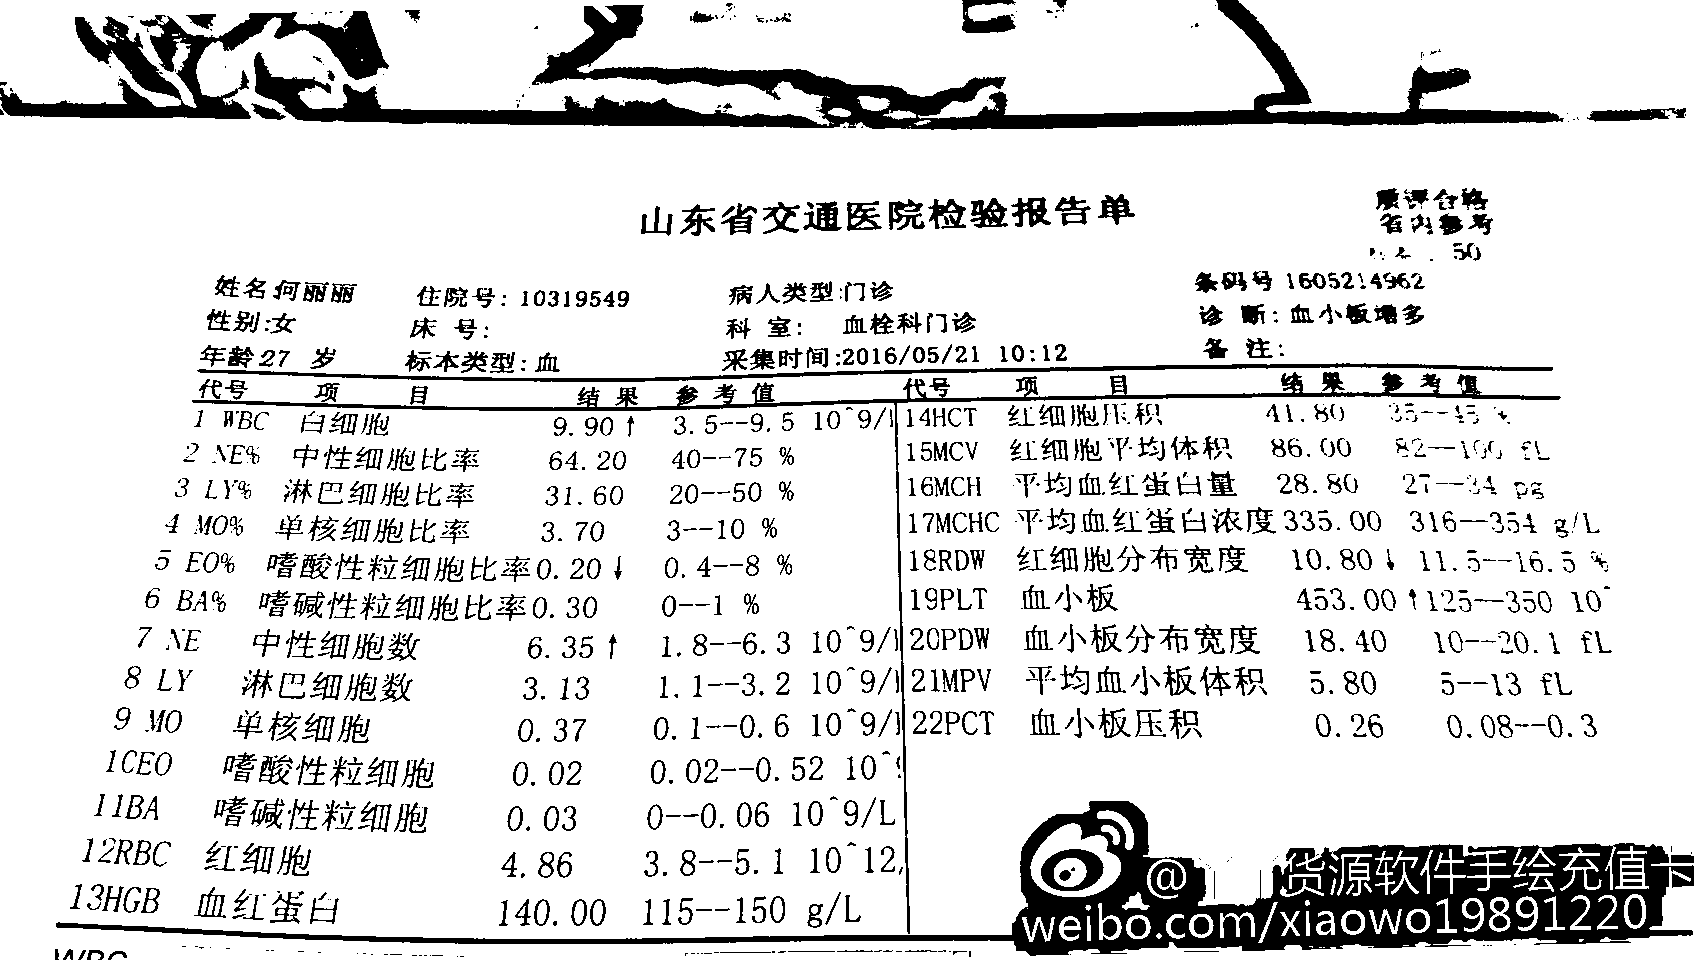 山东省交通医院检验报告单
质评合格
省内参考
50
姓名:何丽丽 住院号: 10319549 病人类型:门诊 条码号 1605214962
性别:女 床 号: 科 室: 血栓科门诊 诊 断: 血小板增多
年龄 27 岁 标本类型: 血 采集时间:2016/05/21 10:12 备 注:
代号 项 目 结 果 参 考 值 代号 项 目 结 果 参 考 值
1 WBC 白细胞 9.90↑ 3.5--9.5 10^9/l 14HCT 红细胞压积 41.80 35--45 %
2 NE% 中性细胞比率 64.20 40--75 % 15MCV 红细胞平均体积 86.00 82--100 fL
3 LY% 淋巴细胞比率 31.60 20--50 % 16MCH 平均血红蛋白量 28.80 27--34 pg
4 MO% 单核细胞比率 3.70 3--10 % 17MCHC 平均血红蛋白浓度 335.00 316--354 g/L
5 EO% 嗜酸性粒细胞比率 0.20↓ 0.4--8 % 18RDW 红细胞分布宽度 10.80↓ 11.5--16.5 %
6 BA% 嗜碱性粒细胞比率 0.30 0--1 % 19PLT 血小板 453.00↑ 125--350 10^
7 NE 中性细胞数 6.35↑ 1.8--6.3 10^9/l 20PDW 血小板分布宽度 18.40 10--20.1 fL
8 LY 淋巴细胞数 3.13 1.1--3.2 10^9/l 21MPV 平均血小板体积 5.80 5--13 fL
9 MO 单核细胞 0.37 0.1--0.6 10^9/l 22PCT 血小板压积 0.26 0.08--0.3
10EO 嗜酸性粒细胞 0.02 0.02--0.52 10^9
11BA 嗜碱性粒细胞 0.03 0--0.06 10^9/L
12RBC 红细胞 4.86 3.8--5.1 10^12/
13HGB 血红蛋白 140.00 115--150 g/L
货源软件手绘充值卡
weibo.com/xiaowo19891220
WBC